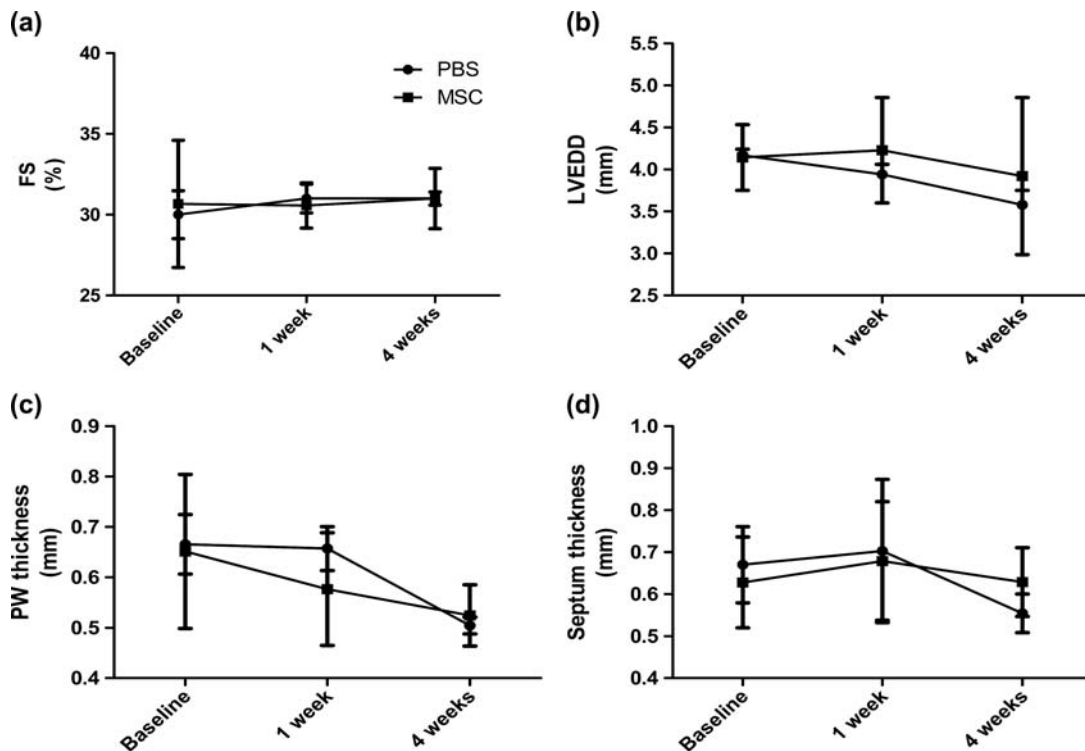 (a)
FS
(%)
40
35
30
25
PBS
MSC
Baseline
1 week
4 weeks
(b)
LVEDD
(mm)
5.5
5.0
4.5
4.0
3.5
3.0
2.5
Baseline
1 week
4 weeks
(c)
PW thickness
(mm)
0.9
0.8
0.7
0.6
0.5
0.4
Baseline
1 week
4 weeks
(d)
Septum thickness
(mm)
1.0
0.9
0.8
0.7
0.6
0.5
0.4
Baseline
1 week
4 weeks